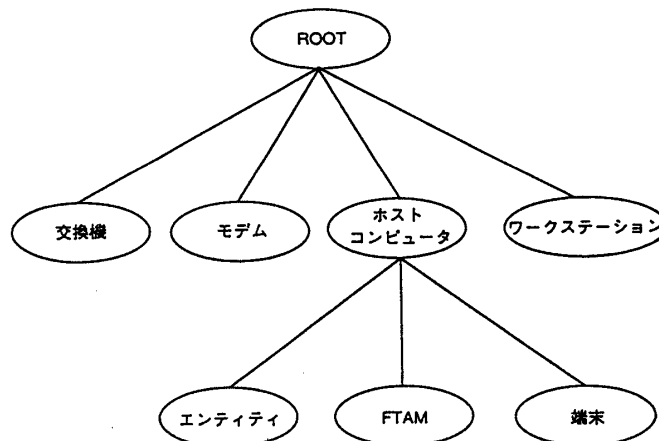 ROOT
交換機
モデム
ホスト
コンピュータ
ワークステーション
エンティティ
FTAM
端末